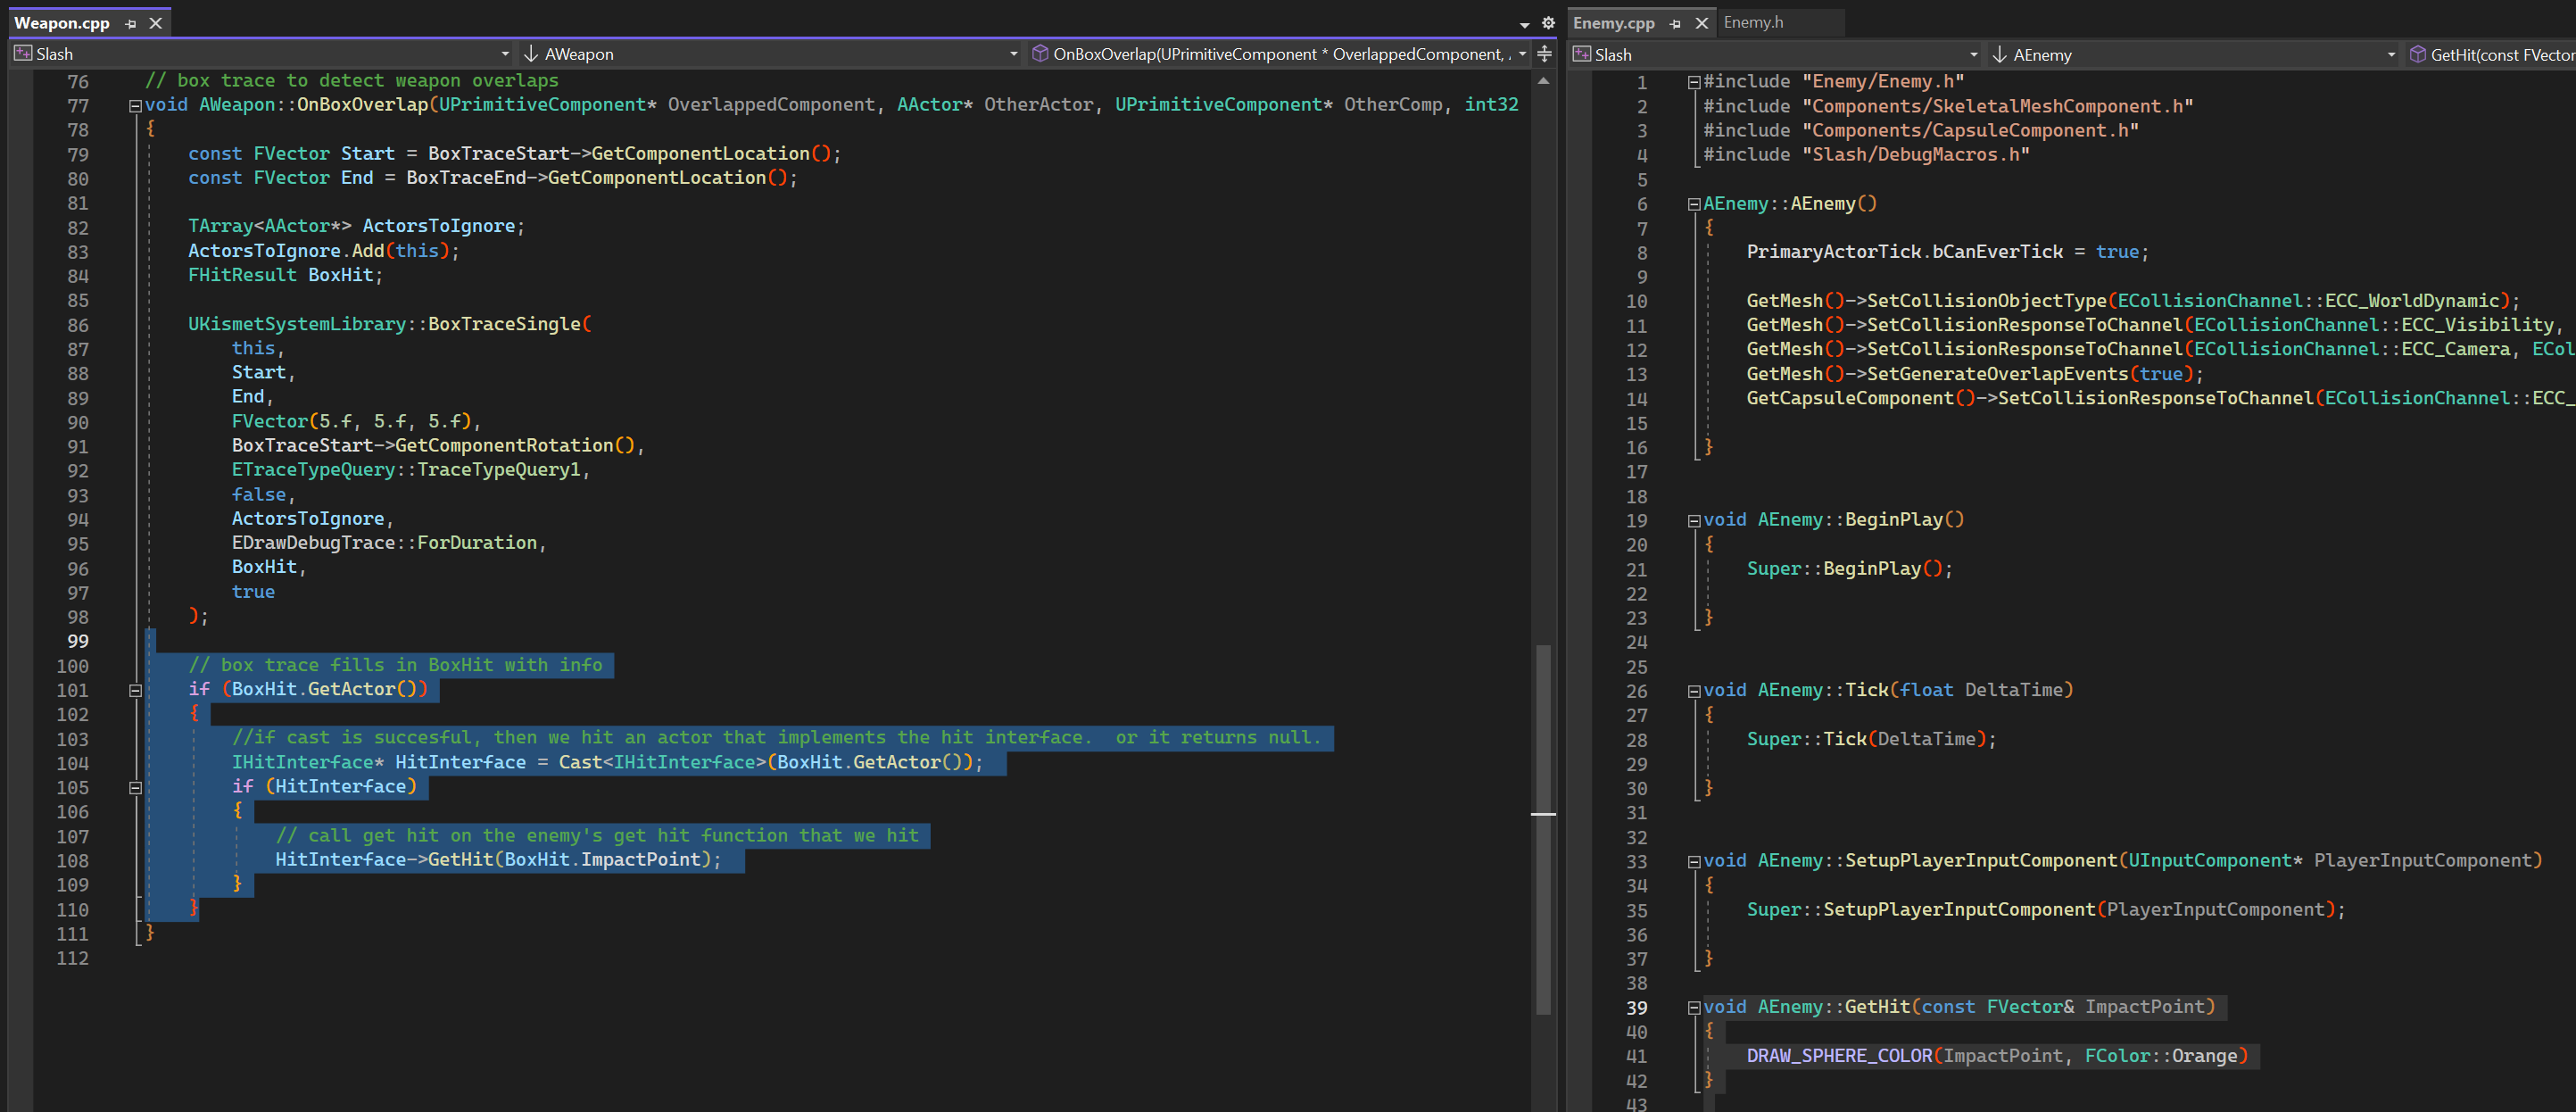 Weapon.cpp
Slash
AWeapon
OnBoxOverlap(UPrimitiveComponent * OverlappedComponent, 
76 // box trace to detect weapon overlaps
77 void AWeapon::OnBoxOverlap(UPrimitiveComponent* OverlappedComponent, AActor* OtherActor, UPrimitiveComponent* OtherComp, int32
78 {
79 const FVector Start = BoxTraceStart->GetComponentLocation();
80 const FVector End = BoxTraceEnd->GetComponentLocation();
81
82 TArray<AActor*> ActorsToIgnore;
83 ActorsToIgnore.Add(this);
84 FHitResult BoxHit;
85
86 UKismetSystemLibrary::BoxTraceSingle(
87 this,
88 Start,
89 End,
90 FVector(5.f, 5.f, 5.f),
91 BoxTraceStart->GetComponentRotation(),
92 ETraceTypeQuery::TraceTypeQuery1,
93 false,
94 ActorsToIgnore,
95 EDrawDebugTrace::ForDuration,
96 BoxHit,
97 true
98 );
99
100 // box trace fills in BoxHit with info
101 if (BoxHit.GetActor())
102 {
103 //if cast is succesful, then we hit an actor that implements the hit interface.  or it returns null.
104 IHitInterface* HitInterface = Cast<IHitInterface>(BoxHit.GetActor());
105 if (HitInterface)
106 {
107 // call get hit on the enemy's get hit function that we hit
108 HitInterface->GetHit(BoxHit.ImpactPoint);
109 }
110 }
111 }
112
Enemy.cpp
Enemy.h
Slash
AEnemy
GetHit(const FVector
1 #include "Enemy/Enemy.h"
2 #include "Components/SkeletalMeshComponent.h"
3 #include "Components/CapsuleComponent.h"
4 #include "Slash/DebugMacros.h"
5
6 AEnemy::AEnemy()
7 {
8 PrimaryActorTick.bCanEverTick = true;
9
10 GetMesh()->SetCollisionObjectType(ECollisionChannel::ECC_WorldDynamic);
11 GetMesh()->SetCollisionResponseToChannel(ECollisionChannel::ECC_Visibility,
12 GetMesh()->SetCollisionResponseToChannel(ECollisionChannel::ECC_Camera, ECol
13 GetMesh()->SetGenerateOverlapEvents(true);
14 GetCapsuleComponent()->SetCollisionResponseToChannel(ECollisionChannel::ECC_
15
16 }
17
18
19 void AEnemy::BeginPlay()
20 {
21 Super::BeginPlay();
22
23 }
24
25
26 void AEnemy::Tick(float DeltaTime)
27 {
28 Super::Tick(DeltaTime);
29
30 }
31
32
33 void AEnemy::SetupPlayerInputComponent(UInputComponent* PlayerInputComponent)
34 {
35 Super::SetupPlayerInputComponent(PlayerInputComponent);
36
37 }
38
39 void AEnemy::GetHit(const FVector& ImpactPoint)
40 {
41 DRAW_SPHERE_COLOR(ImpactPoint, FColor::Orange)
42 }
43